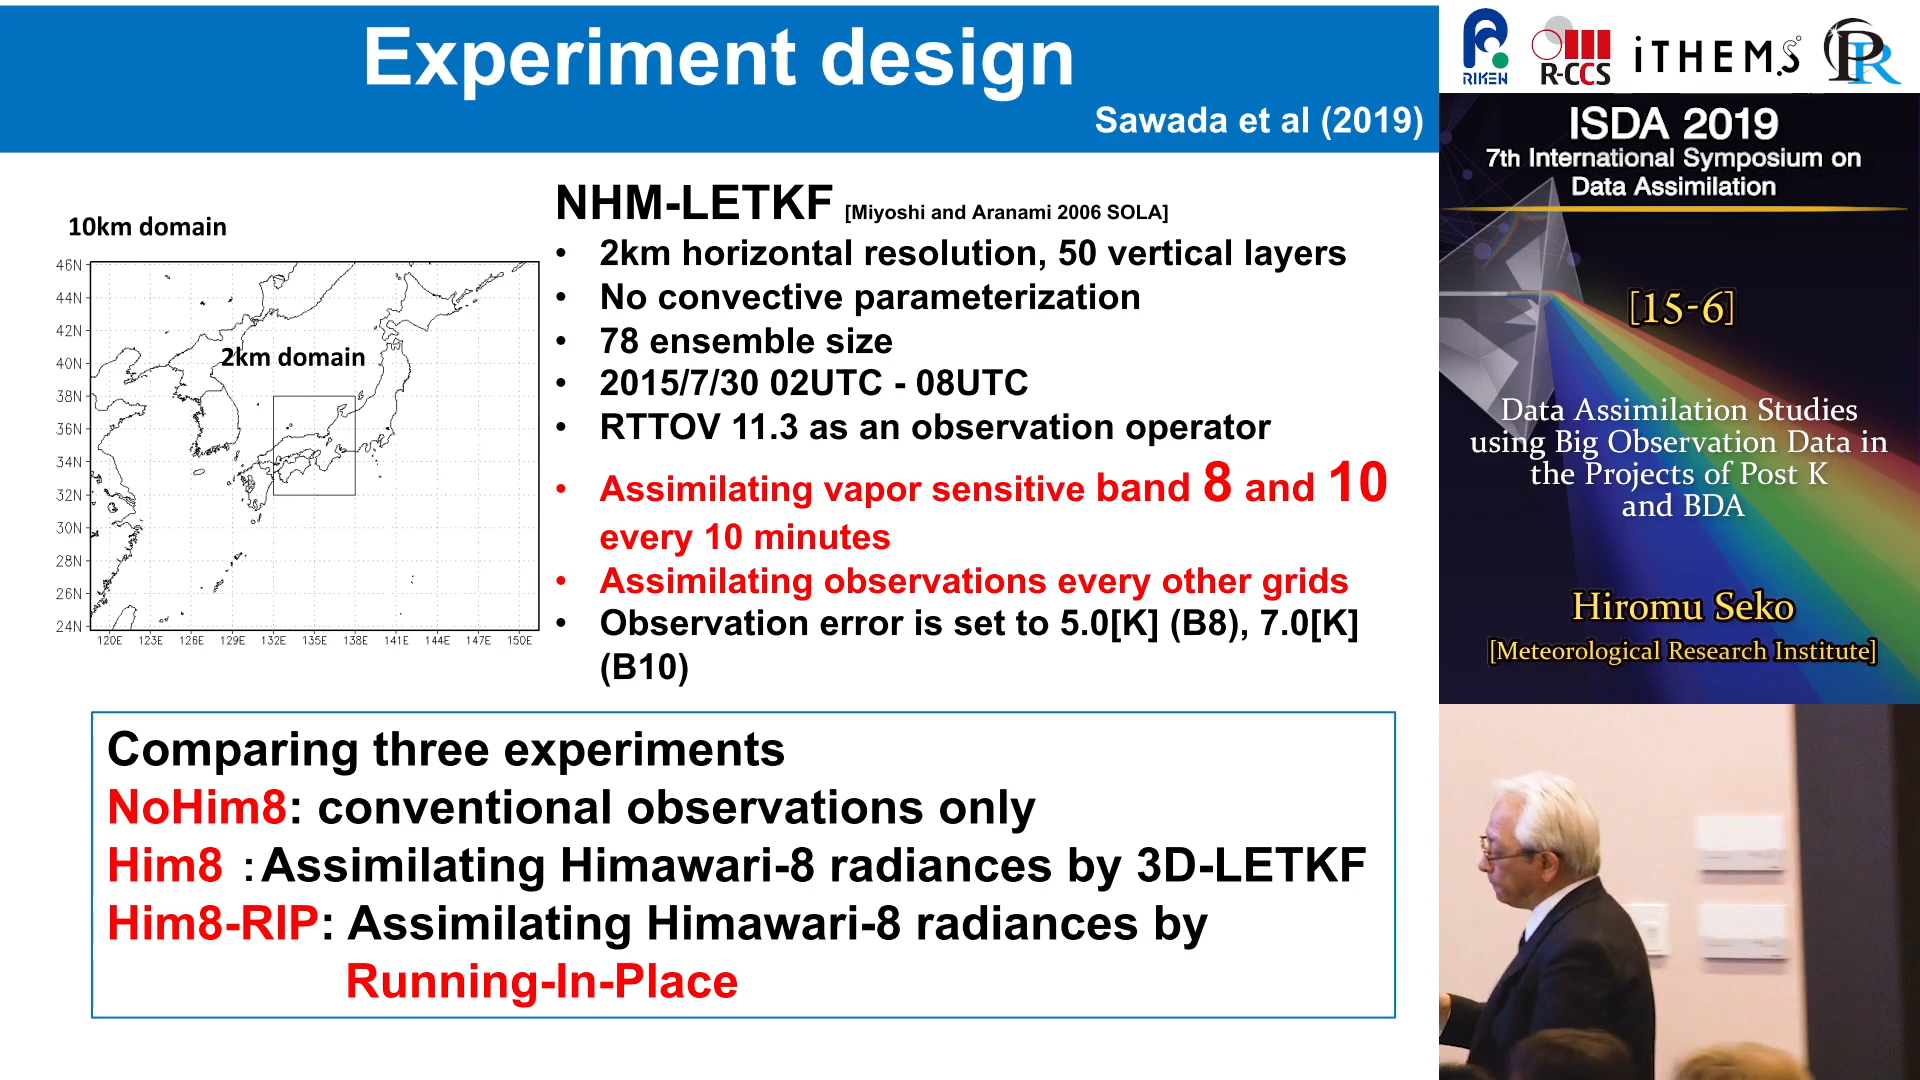 Experiment design
Sawada et al (2019)
10km domain
46N
44N
42N
40N
38N
36N
34N
32N
30N
28N
26N
24N
120E 123E 126E 129E 132E 135E 138E 141E 144E 147E 150E
2km domain
NHM-LETKF [Miyoshi and Aranami 2006 SOLA]
• 2km horizontal resolution, 50 vertical layers
• No convective parameterization
• 78 ensemble size
• 2015/7/30 02UTC - 08UTC
• RTTOV 11.3 as an observation operator
• Assimilating vapor sensitive band 8 and 10
every 10 minutes
• Assimilating observations every other grids
• Observation error is set to 5.0[K] (B8), 7.0[K]
(B10)
Comparing three experiments
NoHim8: conventional observations only
Him8 : Assimilating Himawari-8 radiances by 3D-LETKF
Him8-RIP: Assimilating Himawari-8 radiances by
Running-In-Place
RIKEN
R-CCS
iTHEMS
PR
ISDA 2019
7th International Symposium on
Data Assimilation
[15-6]
Data Assimilation Studies
using Big Observation Data in
the Projects of Post K
and BDA
Hiromu Seko
[Meteorological Research Institute]